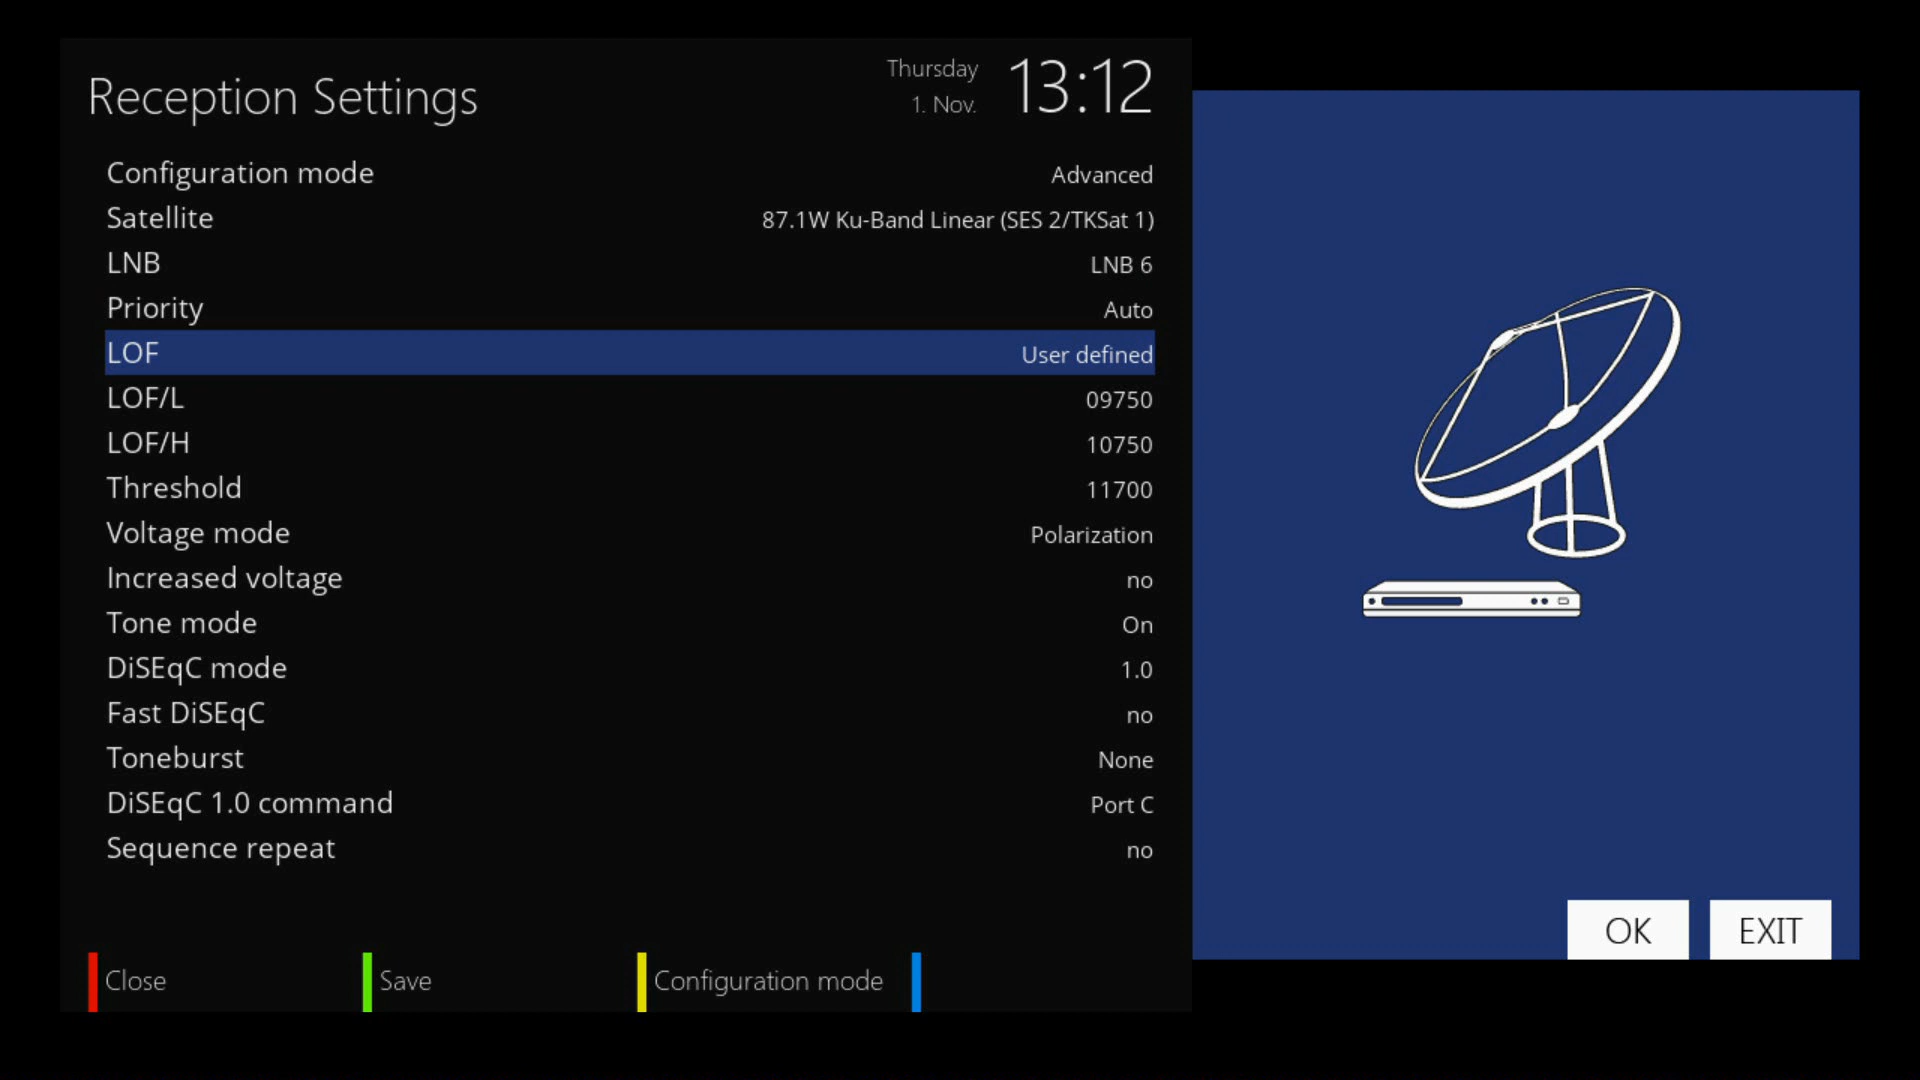 Reception Settings
Thursday
1. Nov.
13:12
Configuration mode Advanced
Satellite 87.1W Ku-Band Linear (SES 2/TKSat 1)
LNB LNB 6
Priority Auto
LOF User defined
LOF/L 09750
LOF/H 10750
Threshold 11700
Voltage mode Polarization
Increased voltage no
Tone mode On
DiSEqC mode 1.0
Fast DiSEqC no
Toneburst None
DiSEqC 1.0 command Port C
Sequence repeat no
OK EXIT
Close Save Configuration mode